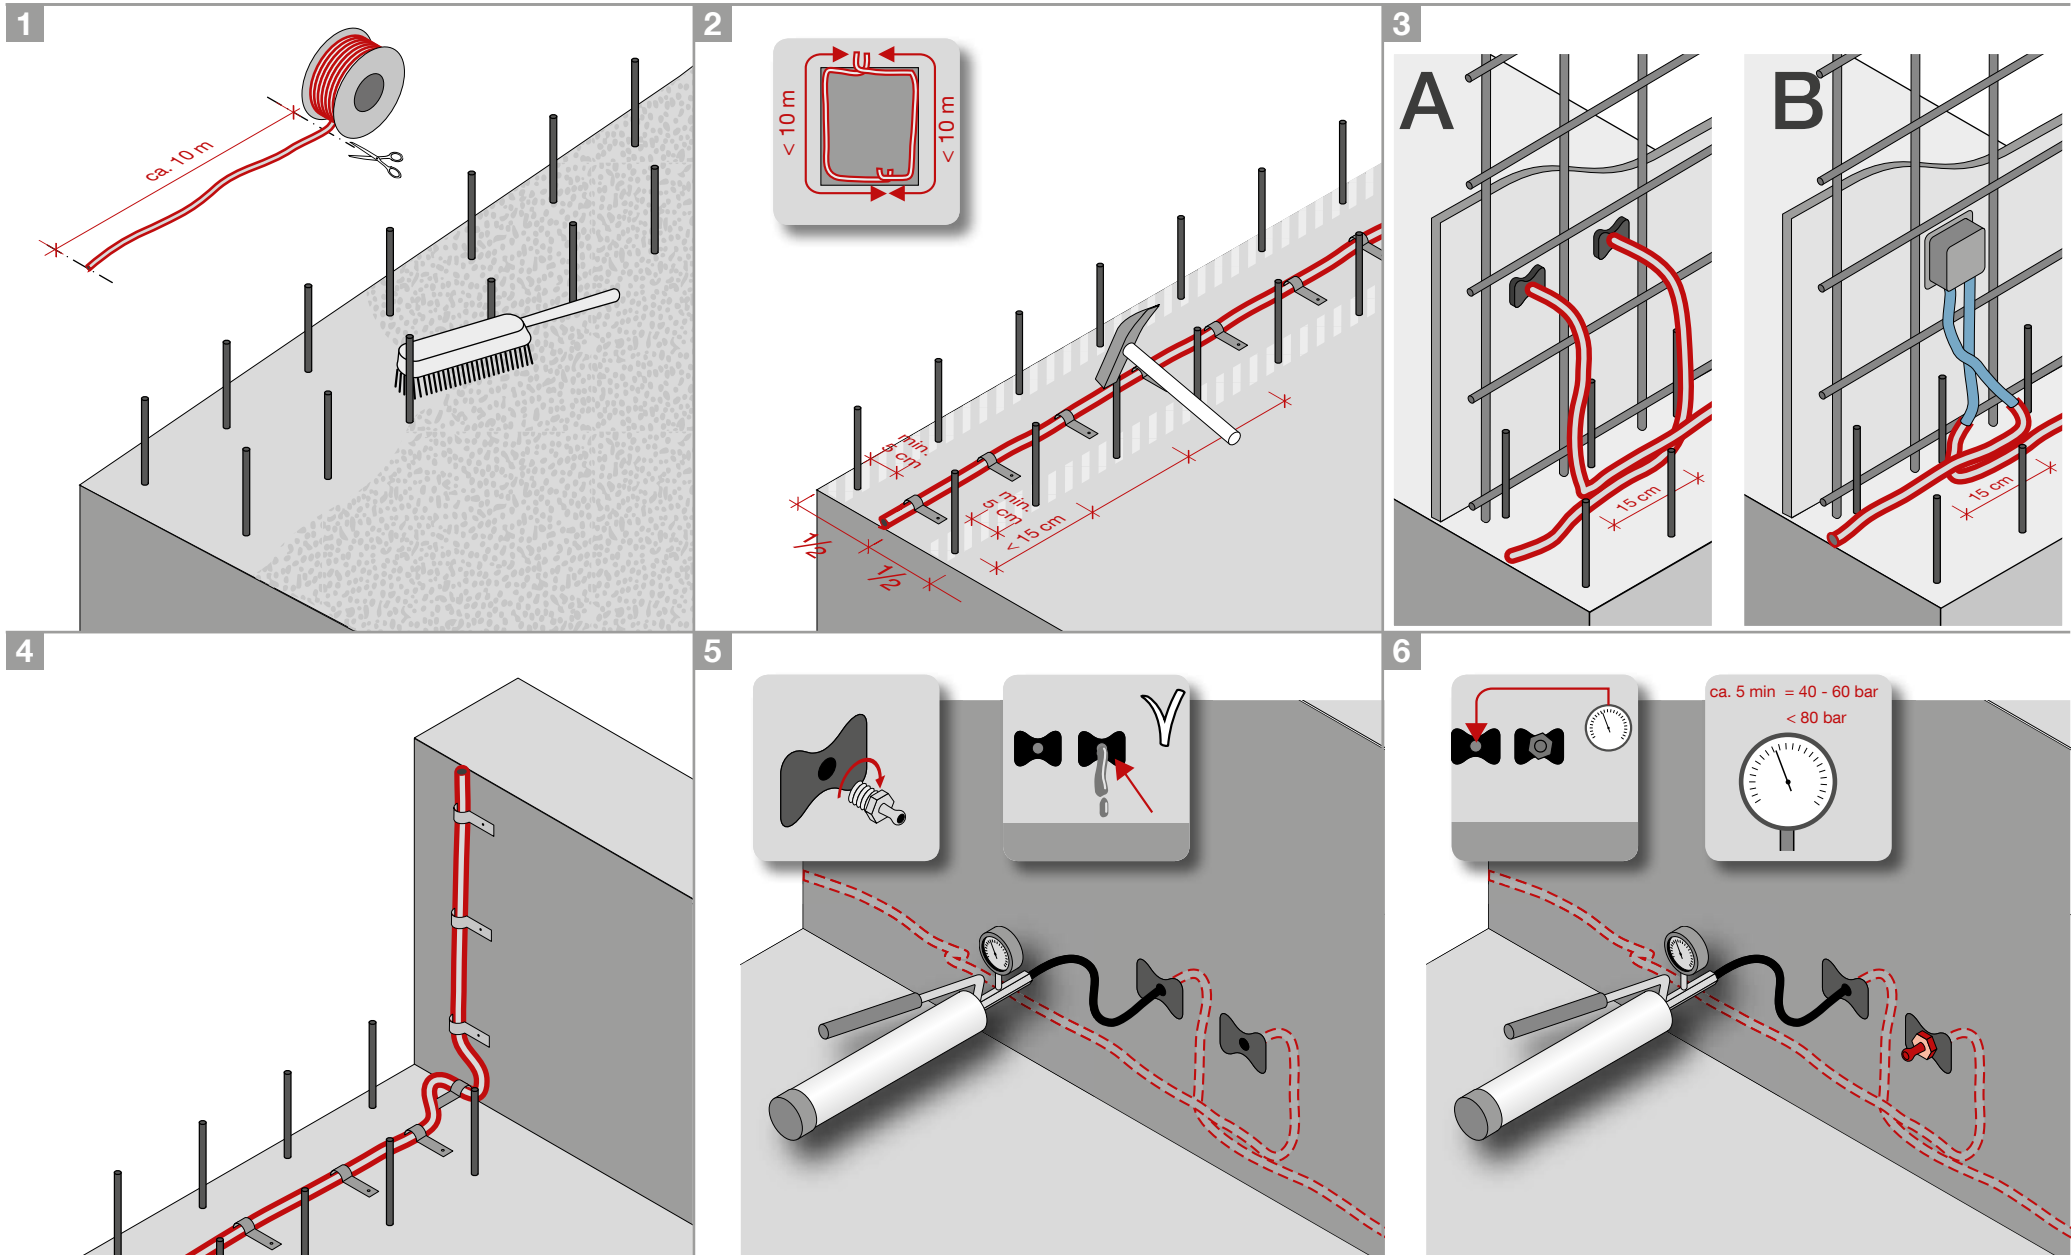 1
ca. 10 m
2
< 10 m
< 10 m
min.
5 cm
min.
5 cm
< 15 cm
1/2
1/2
3
A
15 cm
B
15 cm
4
5
6
ca. 5 min = 40 - 60 bar
< 80 bar